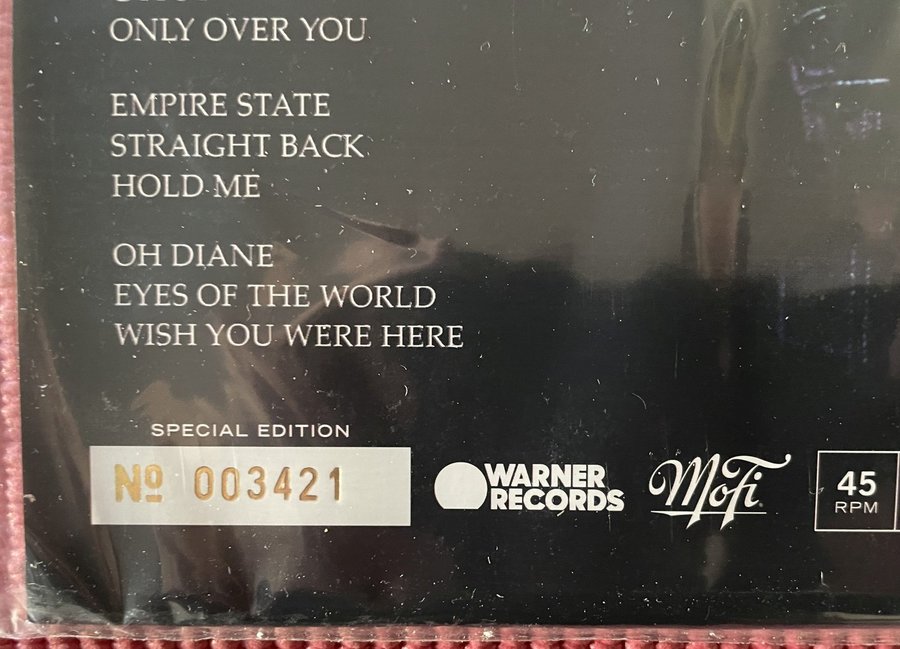 ONLY OVER YOU
EMPIRE STATE
STRAIGHT BACK
HOLD ME
OH DIANE
EYES OF THE WORLD
WISH YOU WERE HERE
SPECIAL EDITION
Nº 003421
WARNER
RECORDS
MoFi
45
RPM